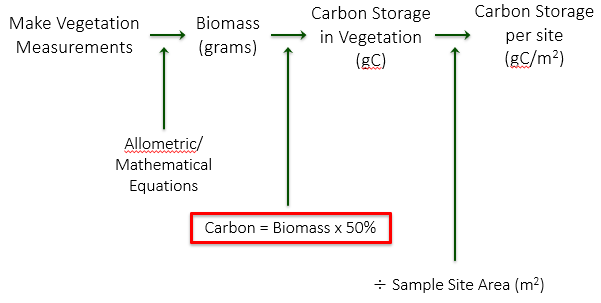 Make Vegetation
Measurements
Biomass
(grams)
Carbon Storage
in Vegetation
(gC)
Carbon Storage
per site
(gC/m²)
Allometric/
Mathematical
Equations
Carbon = Biomass x 50%
÷ Sample Site Area (m²)